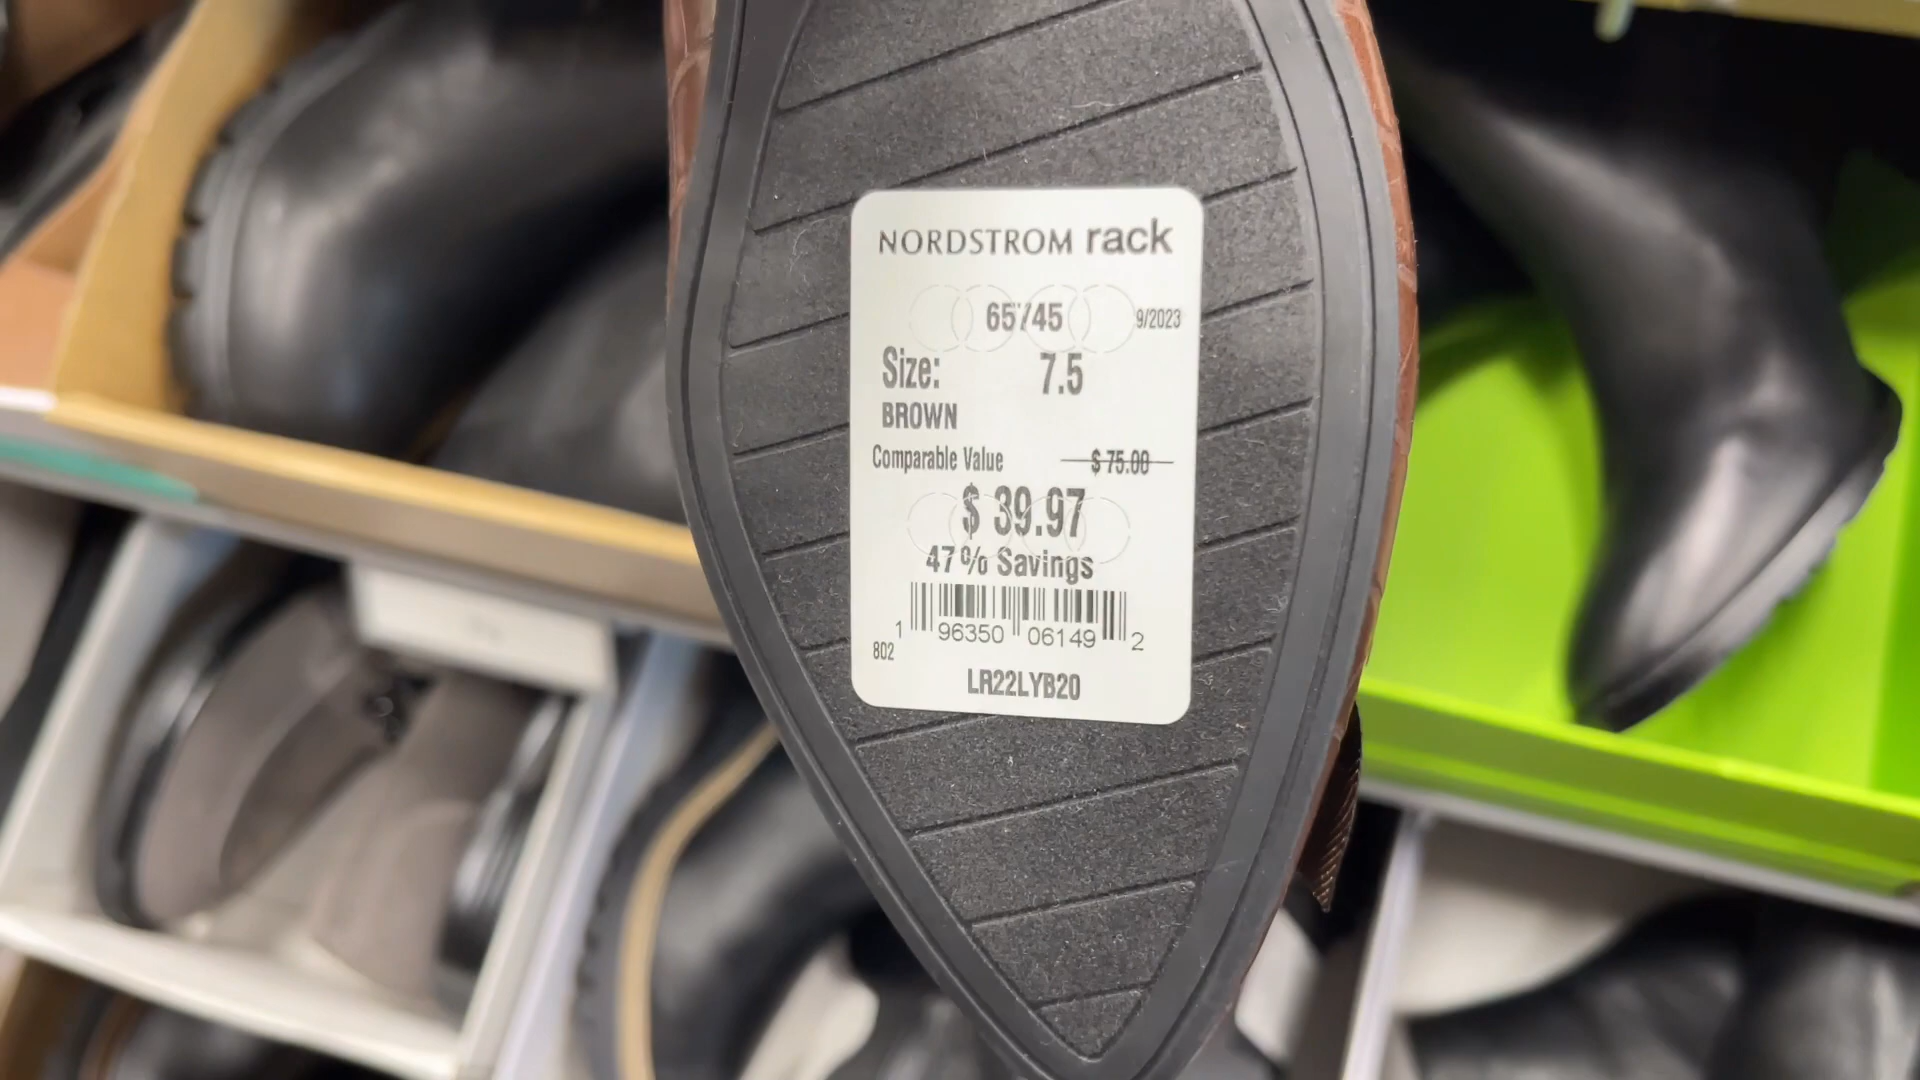 NORDSTROM rack
65745 9/2023
Size: 7.5
BROWN
Comparable Value $ 75.00
$ 39.97
47% Savings
1 96350 06149 2
802
LR22LYB20